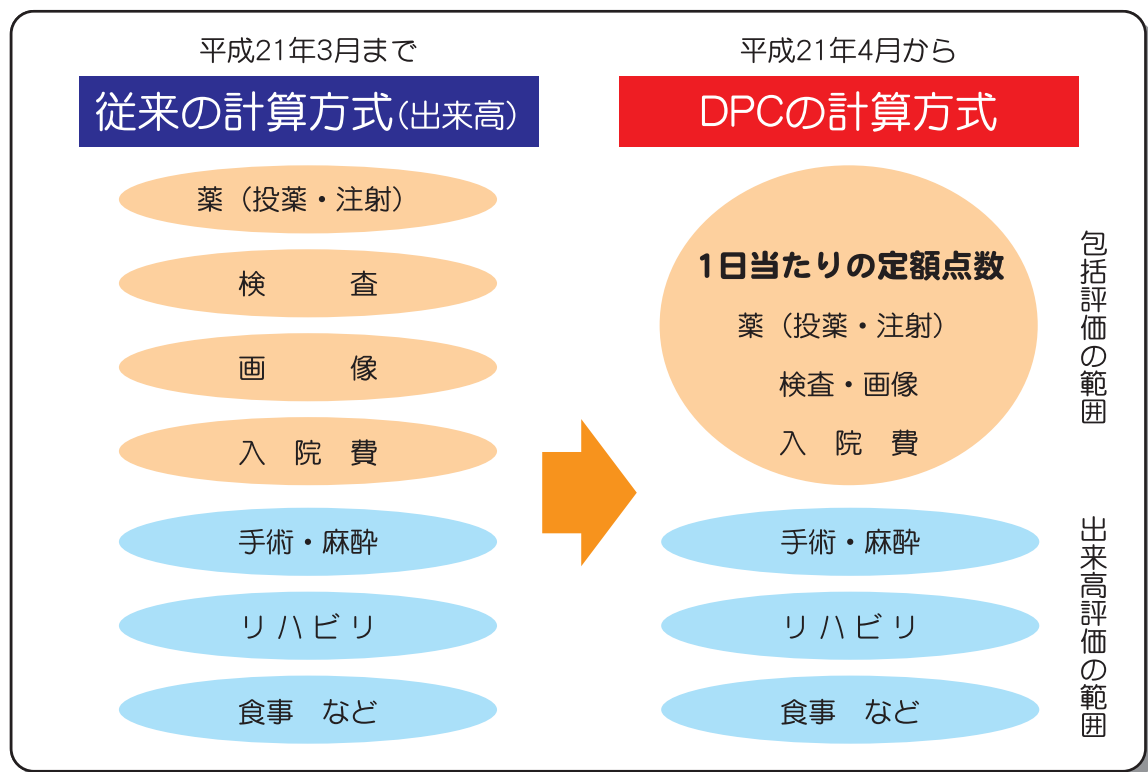 平成21年3月まで
従来の計算方式(出来高)
薬（投薬・注射）
検　査
画　像
入　院　費
手術・麻酔
リハビリ
食事　など
平成21年4月から
DPCの計算方式
1日当たりの定額点数
薬（投薬・注射）
検査・画像
入　院　費
手術・麻酔
リハビリ
食事　など
包括評価の範囲
出来高評価の範囲